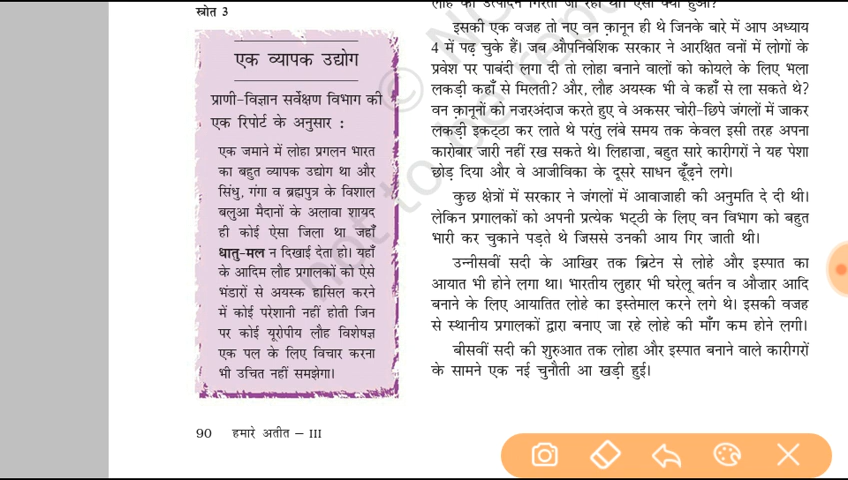 स्त्रोत 3
एक व्यापक उद्योग
प्राणी-विज्ञान सर्वेक्षण विभाग की
एक रिपोर्ट के अनुसार :
एक जमाने में लोहा प्रगलन भारत
का बहुत व्यापक उद्योग था और
सिंधु, गंगा व ब्रह्मपुत्र के विशाल
बलुआ मैदानों के अलावा शायद
ही कोई ऐसा जिला था जहाँ
धातु-मल न दिखाई देता हो। यहाँ
के आदिम लौह प्रगालकों को ऐसे
भंडारों से अयस्क हासिल करने
में कोई परेशानी नहीं होती जिन
पर कोई यूरोपीय लौह विशेषज्ञ
एक पल के लिए विचार करना
भी उचित नहीं समझेगा।
लोहे का उत्पादन गिरता जा रहा था। ऐसा क्यों हुआ?
इसकी एक वजह तो नए वन क़ानून ही थे जिनके बारे में आप अध्याय
4 में पढ़ चुके हैं। जब औपनिवेशिक सरकार ने आरक्षित वनों में लोगों के
प्रवेश पर पाबंदी लगा दी तो लोहा बनाने वालों को कोयले के लिए भला
लकड़ी कहाँ से मिलती? और, लौह अयस्क भी वे कहाँ से ला सकते थे?
वन क़ानूनों को नज़रअंदाज करते हुए वे अकसर चोरी-छिपे जंगलों में जाकर
लकड़ी इकट्ठा कर लाते थे परंतु लंबे समय तक केवल इसी तरह अपना
कारोबार जारी नहीं रख सकते थे। लिहाज़ा, बहुत सारे कारीगरों ने यह पेशा
छोड़ दिया और वे आजीविका के दूसरे साधन ढूँढ़ने लगे।
कुछ क्षेत्रों में सरकार ने जंगलों में आवाजाही की अनुमति दे दी थी।
लेकिन प्रगालकों को अपनी प्रत्येक भट्ठी के लिए वन विभाग को बहुत
भारी कर चुकाने पड़ते थे जिससे उनकी आय गिर जाती थी।
उन्नीसवीं सदी के आखिर तक ब्रिटेन से लोहे और इस्पात का
आयात भी होने लगा था। भारतीय लुहार भी घरेलू बर्तन व औज़ार आदि
बनाने के लिए आयातित लोहे का इस्तेमाल करने लगे थे। इसकी वजह
से स्थानीय प्रगालकों द्वारा बनाए जा रहे लोहे की माँग कम होने लगी।
बीसवीं सदी की शुरुआत तक लोहा और इस्पात बनाने वाले कारीगरों
के सामने एक नई चुनौती आ खड़ी हुई।
90 हमारे अतीत – III